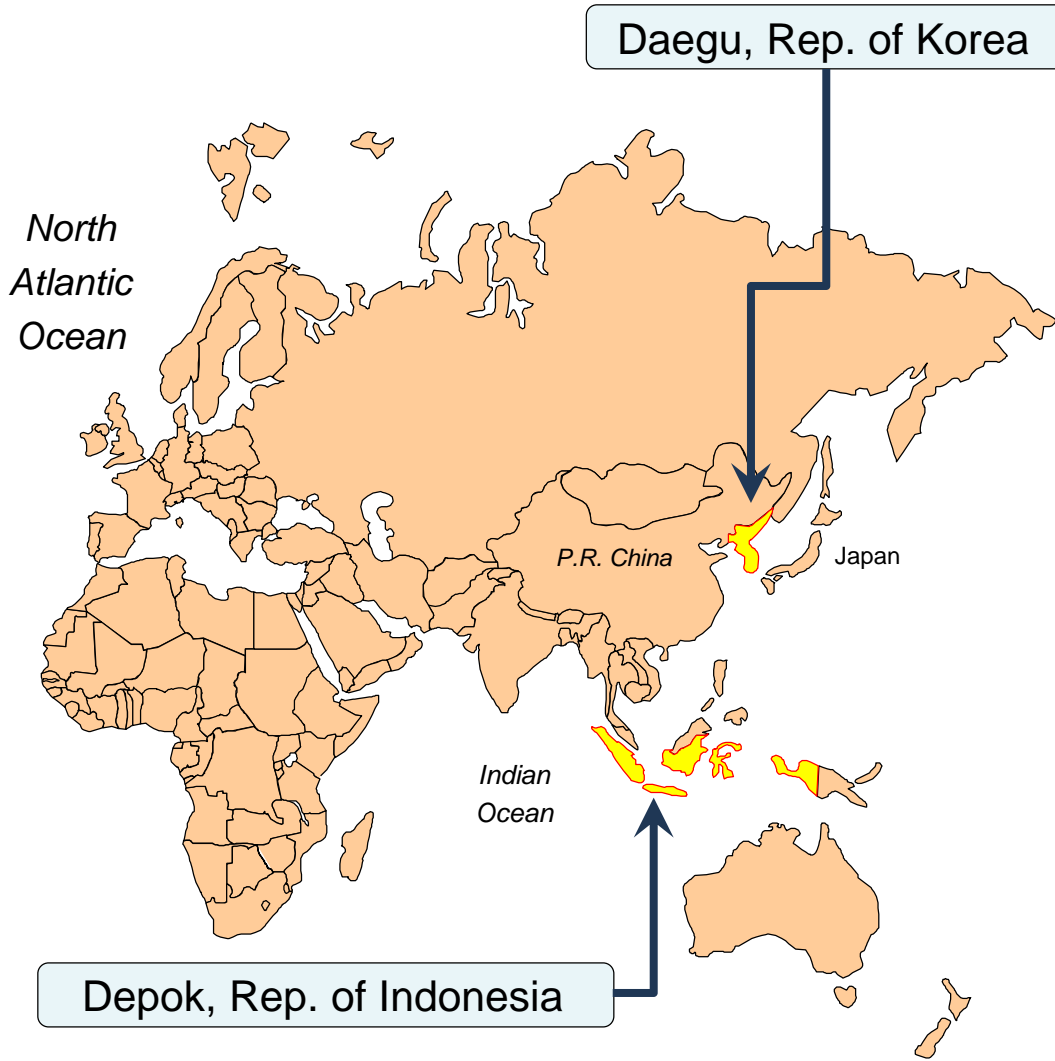 Daegu, Rep. of Korea
North
Atlantic
Ocean
P.R. China
Japan
Indian
Ocean
Depok, Rep. of Indonesia